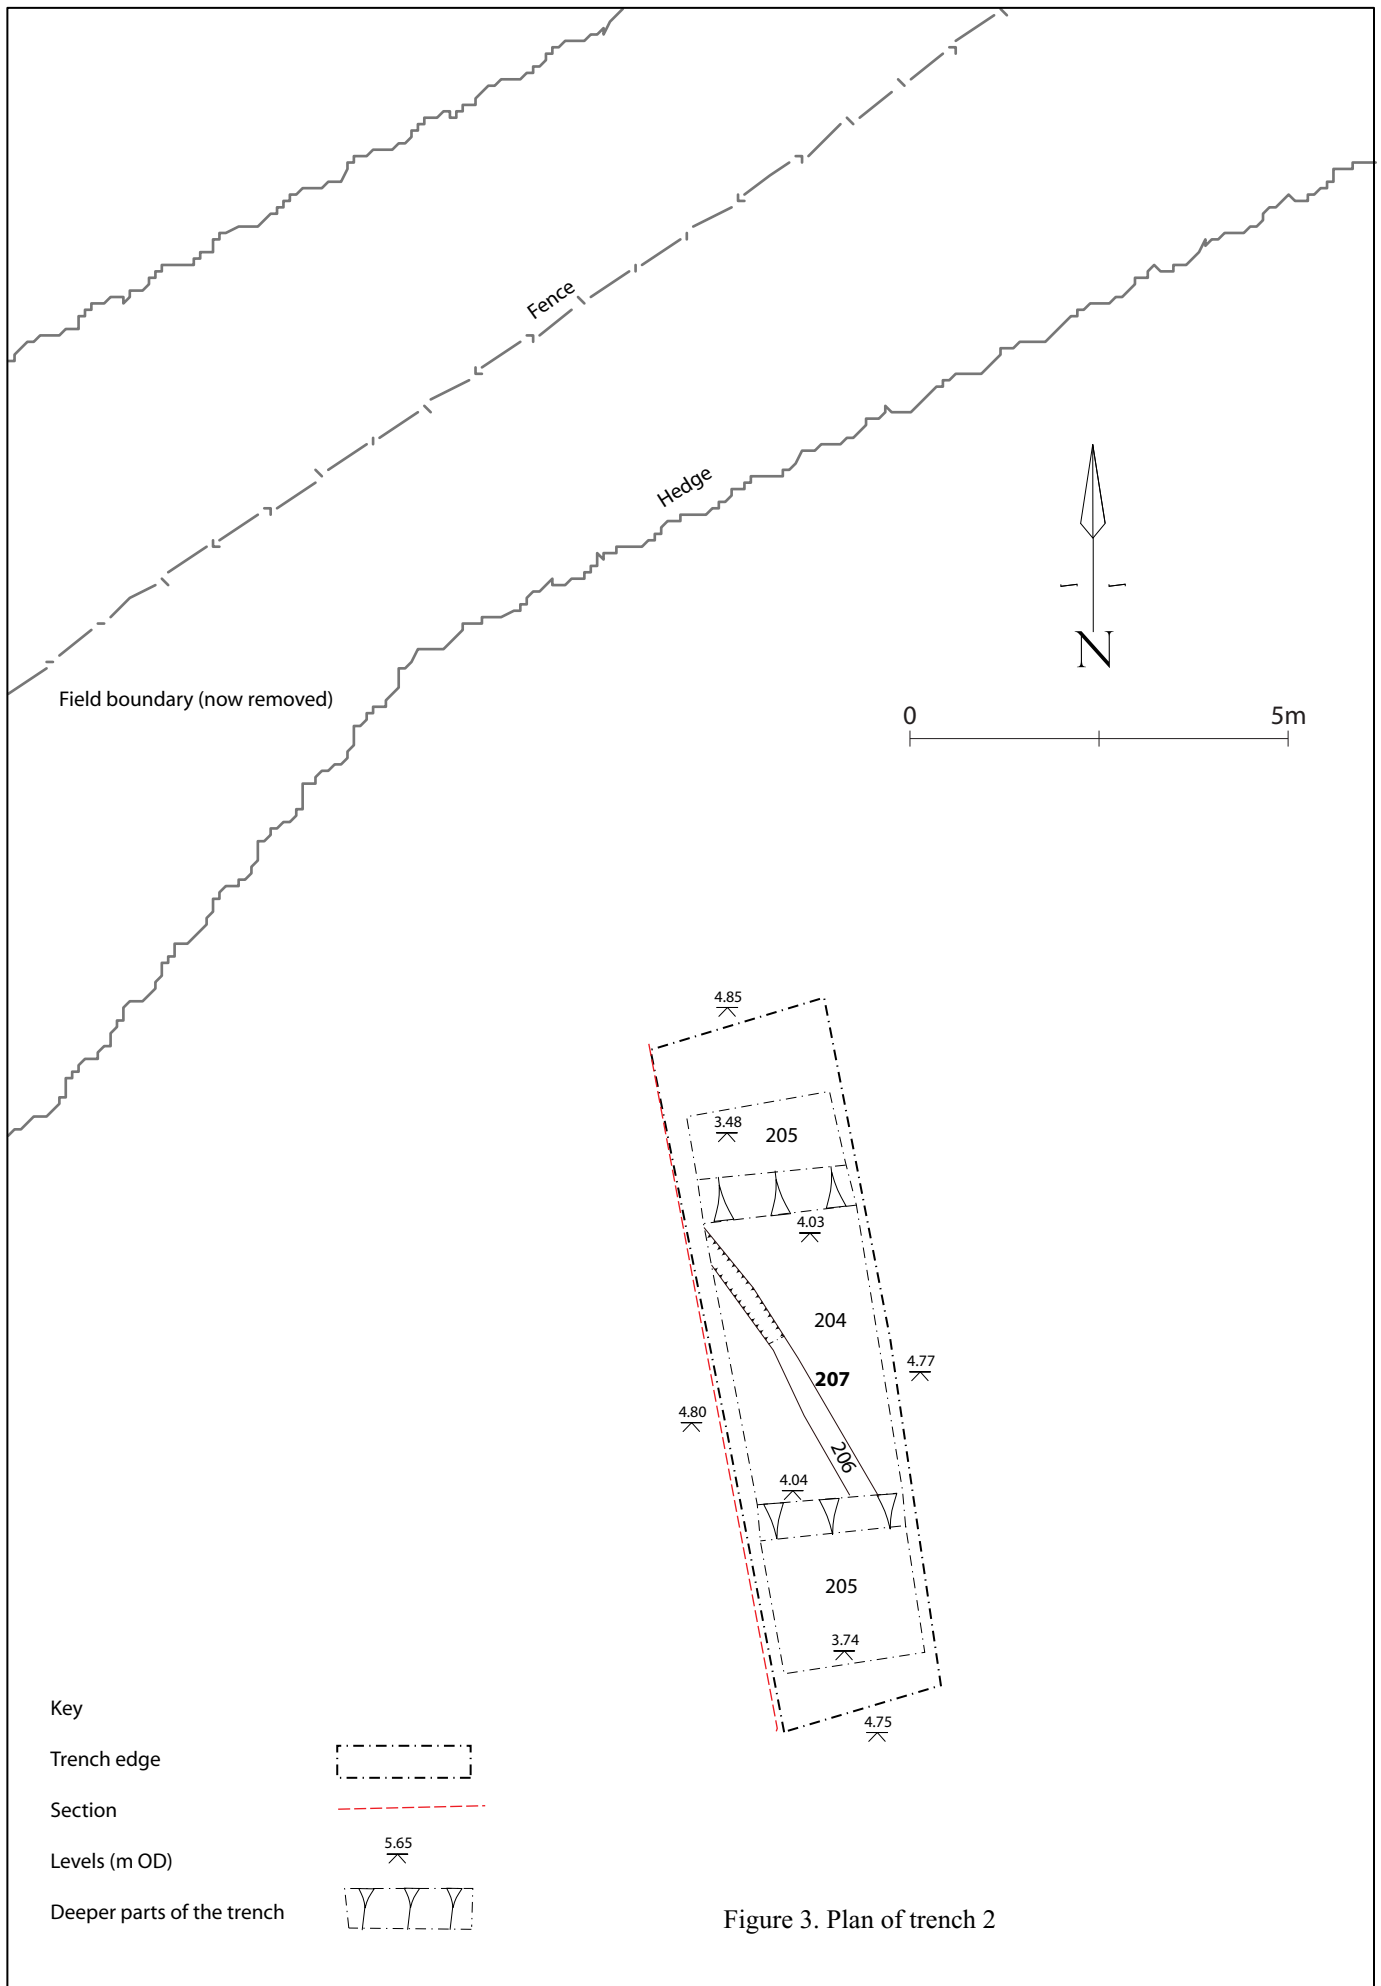 Fence
Hedge
N
Field boundary (now removed)
0 5m
4.85
3.48
205
4.03
204
207
4.77
4.80
206
4.04
205
3.74
4.75
Key
Trench edge
Section
5.65
Levels (m OD)
Deeper parts of the trench
Figure 3. Plan of trench 2